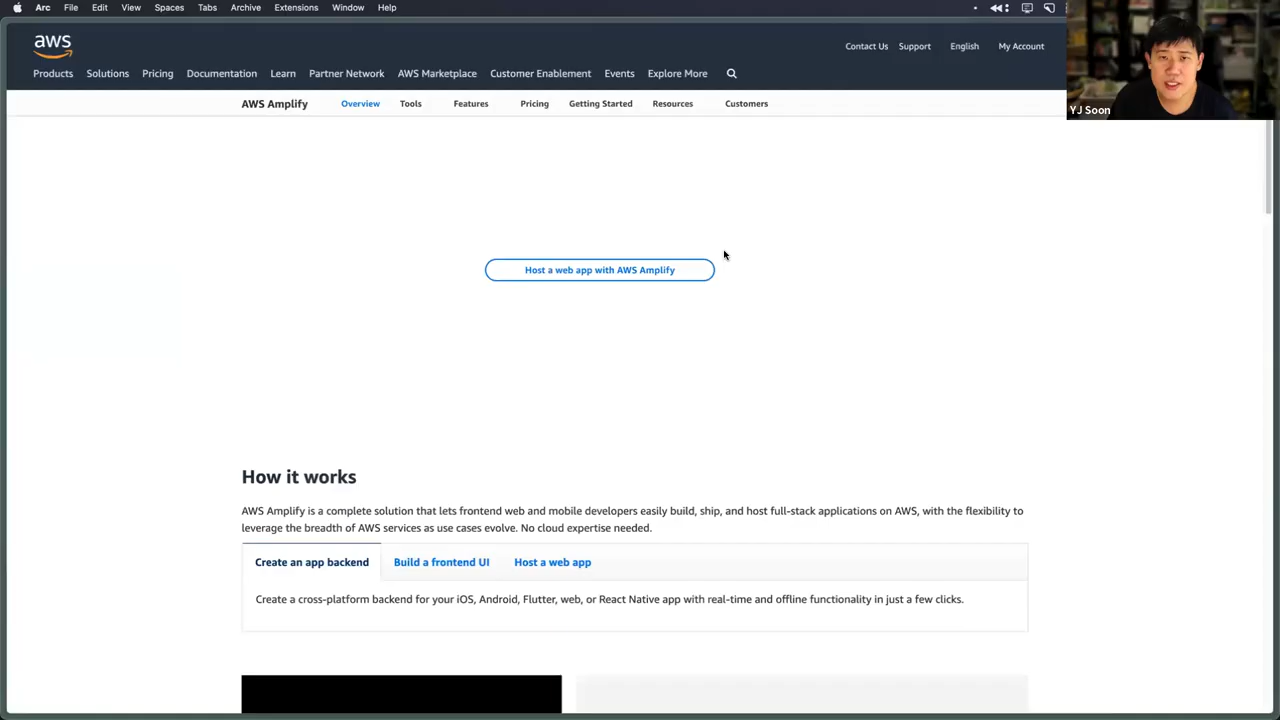 Arc File Edit View Spaces Tabs Archive Extensions Window Help
aws
Contact Us Support English My Account
Products Solutions Pricing Documentation Learn Partner Network AWS Marketplace Customer Enablement Events Explore More
YJ Soon
AWS Amplify Overview Tools Features Pricing Getting Started Resources Customers
Host a web app with AWS Amplify
How it works
AWS Amplify is a complete solution that lets frontend web and mobile developers easily build, ship, and host full-stack applications on AWS, with the flexibility to
leverage the breadth of AWS services as use cases evolve. No cloud expertise needed.
Create an app backend Build a frontend UI Host a web app
Create a cross-platform backend for your iOS, Android, Flutter, web, or React Native app with real-time and offline functionality in just a few clicks.